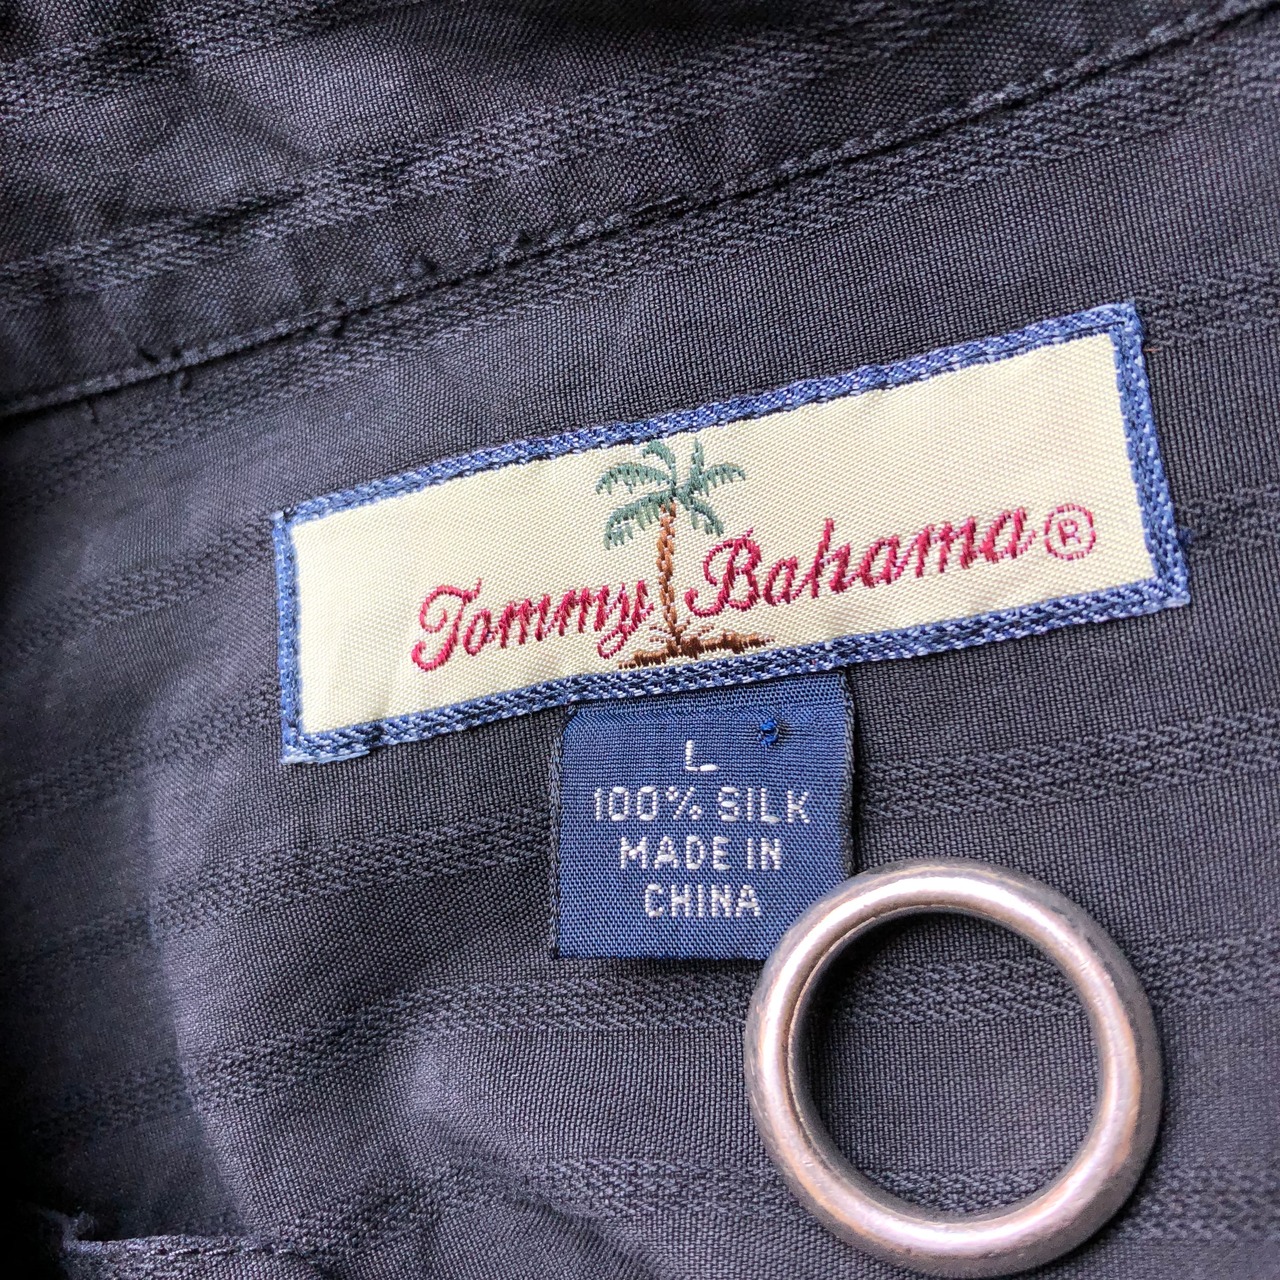 Tommy Bahama®
L
100% SILK
MADE IN
CHINA